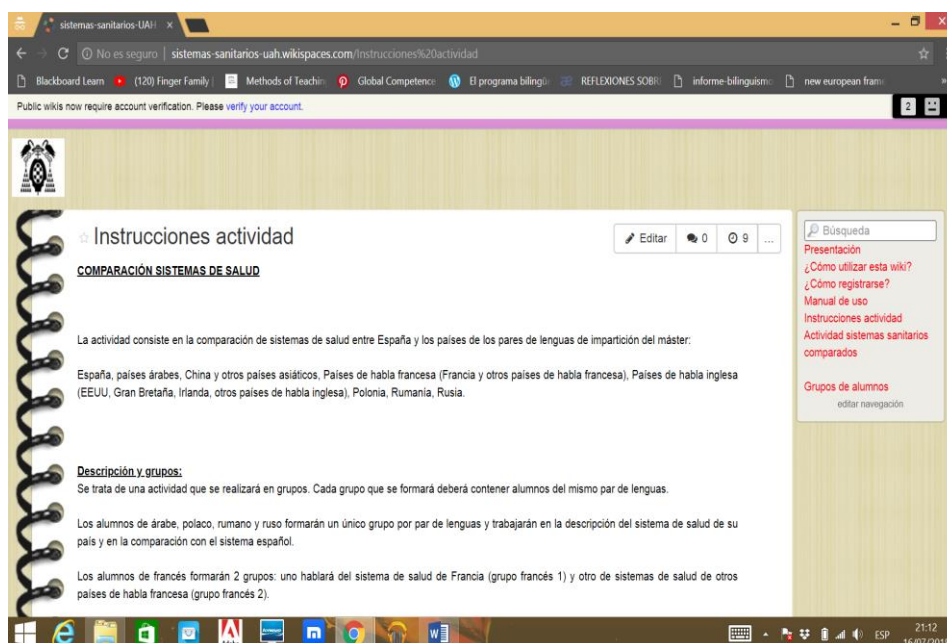 sistemas-sanitarios-UAH
No es seguro | sistemas-sanitarios-uah.wikispaces.com/Instrucciones%20actividad
Blackboard Learn (120) Finger Family | Methods of Teachin Global Competence El programa bilingü REFLEXIONES SOBR informe-bilinguismo new european fram
Public wikis now require account verification. Please verify your account.
2
Instrucciones actividad
Editar 0 9 ...
COMPARACIÓN SISTEMAS DE SALUD
La actividad consiste en la comparación de sistemas de salud entre España y los países de los pares de lenguas de impartición del máster:
España, países árabes, China y otros países asiáticos, Países de habla francesa (Francia y otros países de habla francesa), Países de habla inglesa
(EEUU, Gran Bretaña, Irlanda, otros países de habla inglesa), Polonia, Rumanía, Rusia.
Descripción y grupos:
Se trata de una actividad que se realizará en grupos. Cada grupo que se formará deberá contener alumnos del mismo par de lenguas.
Los alumnos de árabe, polaco, rumano y ruso formarán un único grupo por par de lenguas y trabajarán en la descripción del sistema de salud de su
país y en la comparación con el sistema español.
Los alumnos de francés formarán 2 grupos: uno hablará del sistema de salud de Francia (grupo francés 1) y otro de sistemas de salud de otros
países de habla francesa (grupo francés 2).
Búsqueda
Presentación
¿Cómo utilizar esta wiki?
¿Cómo registrarse?
Manual de uso
Instrucciones actividad
Actividad sistemas sanitarios
comparados
Grupos de alumnos
editar navegación
ESP
21:12